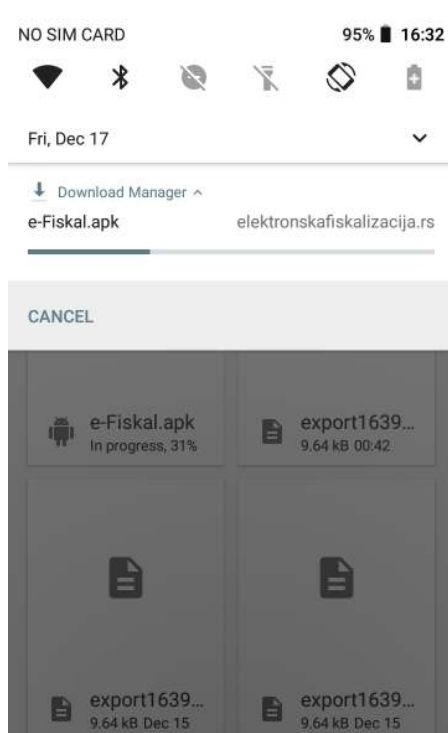 NO SIM CARD 95% 16:32
Fri, Dec 17
Download Manager
e-Fiskal.apk elektronskafiskalizacija.rs
CANCEL
e-Fiskal.apk export1639...
In progress, 31% 9.64 kB 00:42
export1639... export1639...
9.64 kB Dec 15 9.64 kB Dec 15